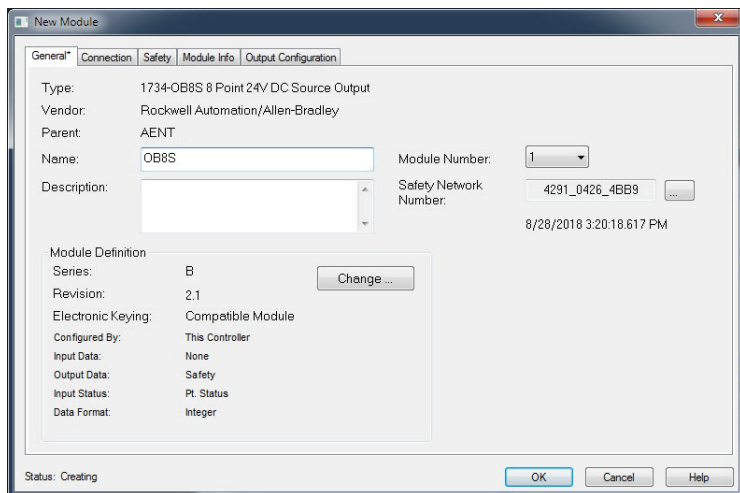 New Module
General* Connection Safety Module Info Output Configuration
Type: 1734-OB8S 8 Point 24V DC Source Output
Vendor: Rockwell Automation/Allen-Bradley
Parent: AENT
Name: OB8S Module Number: 1
Description: Safety Network Number: 4291_0426_4BB9 ...
8/28/2018 3:20:18.617 PM
Module Definition
Series: B Change ...
Revision: 2.1
Electronic Keying: Compatible Module
Configured By: This Controller
Input Data: None
Output Data: Safety
Input Status: Pt. Status
Data Format: Integer
Status: Creating OK Cancel Help